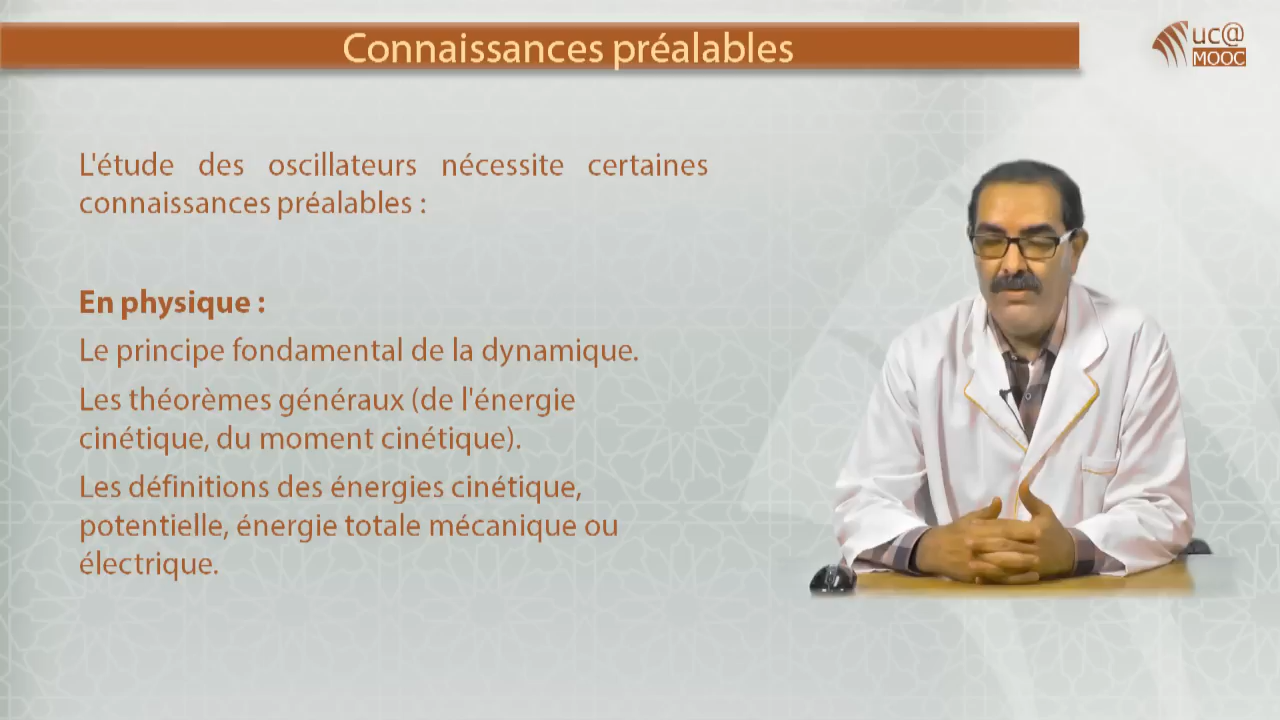 Connaissances préalables
uc@
MOOC
L'étude des oscillateurs nécessite certaines
connaissances préalables :
En physique :
Le principe fondamental de la dynamique.
Les théorèmes généraux (de l'énergie
cinétique, du moment cinétique).
Les définitions des énergies cinétique,
potentielle, énergie totale mécanique ou
électrique.